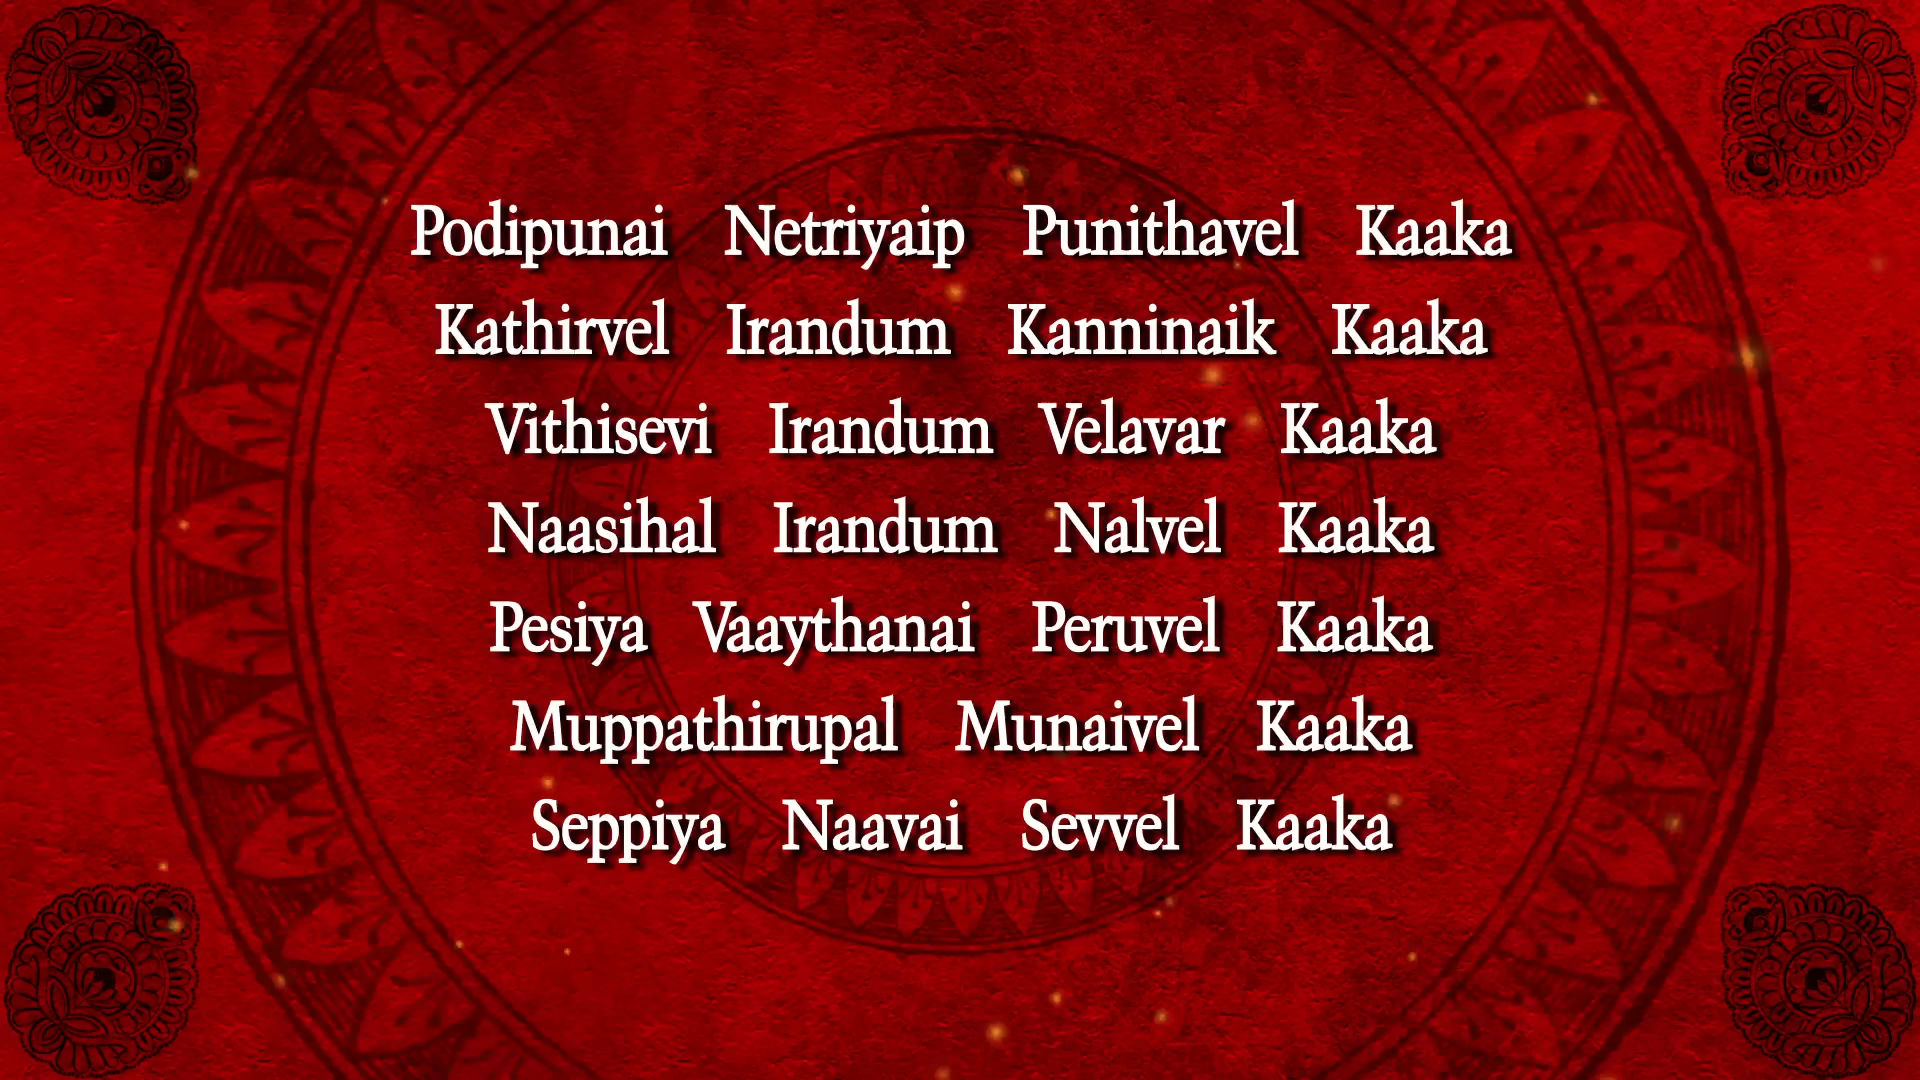 Podipunai Netriyaip Punithavel Kaaka
Kathirvel Irandum Kanninaik Kaaka
Vithisevi Irandum Velavar Kaaka
Naasihal Irandum Nalvel Kaaka
Pesiya Vaaythanai Peruvel Kaaka
Muppathirupal Munaivel Kaaka
Seppiya Naavai Sevvel Kaaka